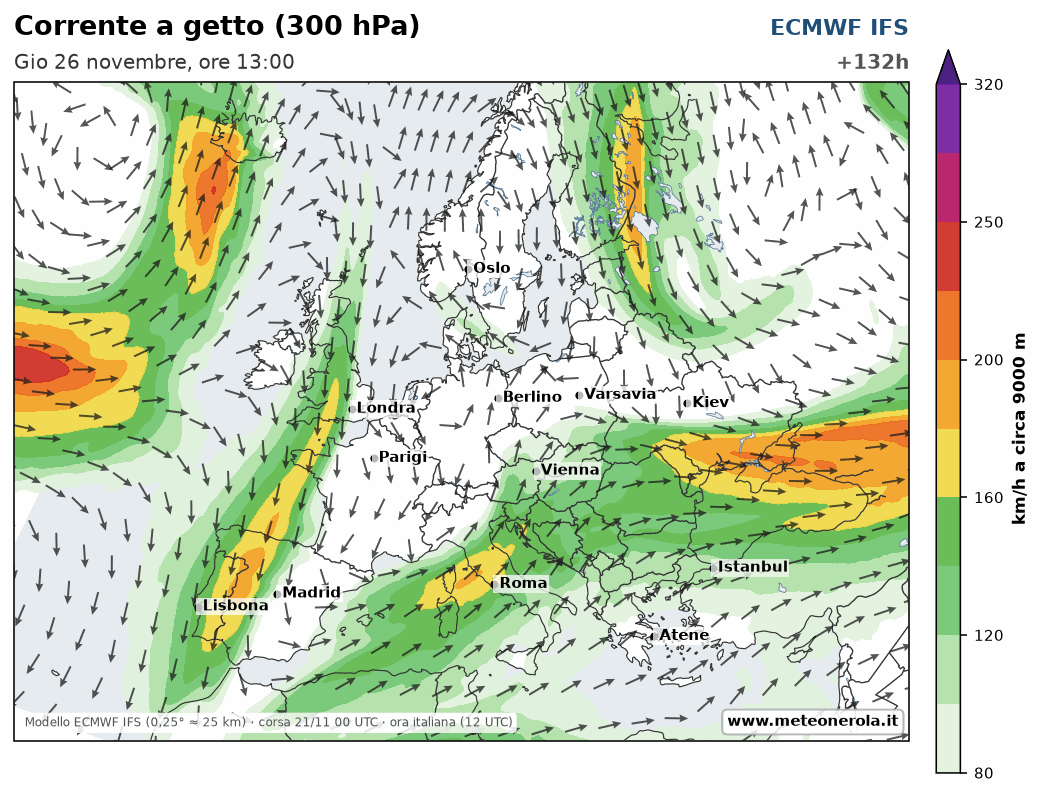 Corrente a getto (300 hPa)
ECMWF IFS
Gio 26 novembre, ore 13:00
+132h
320
250
200
160
120
80
km/h a circa 9000 m
Oslo
Londra
Berlino
Varsavia
Kiev
Parigi
Vienna
Istanbul
Roma
Madrid
Lisbona
Atene
Modello ECMWF IFS (0,25° ≈ 25 km) · corsa 21/11 00 UTC · ora italiana (12 UTC)
www.meteonerola.it